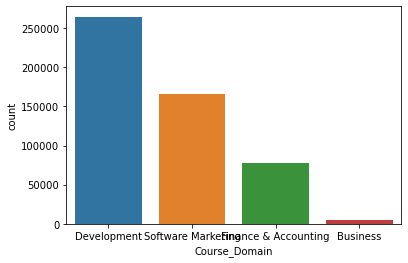 250000
200000
150000
100000
50000
0
count
Development Software Marketing Finance & Accounting Business
Course_Domain